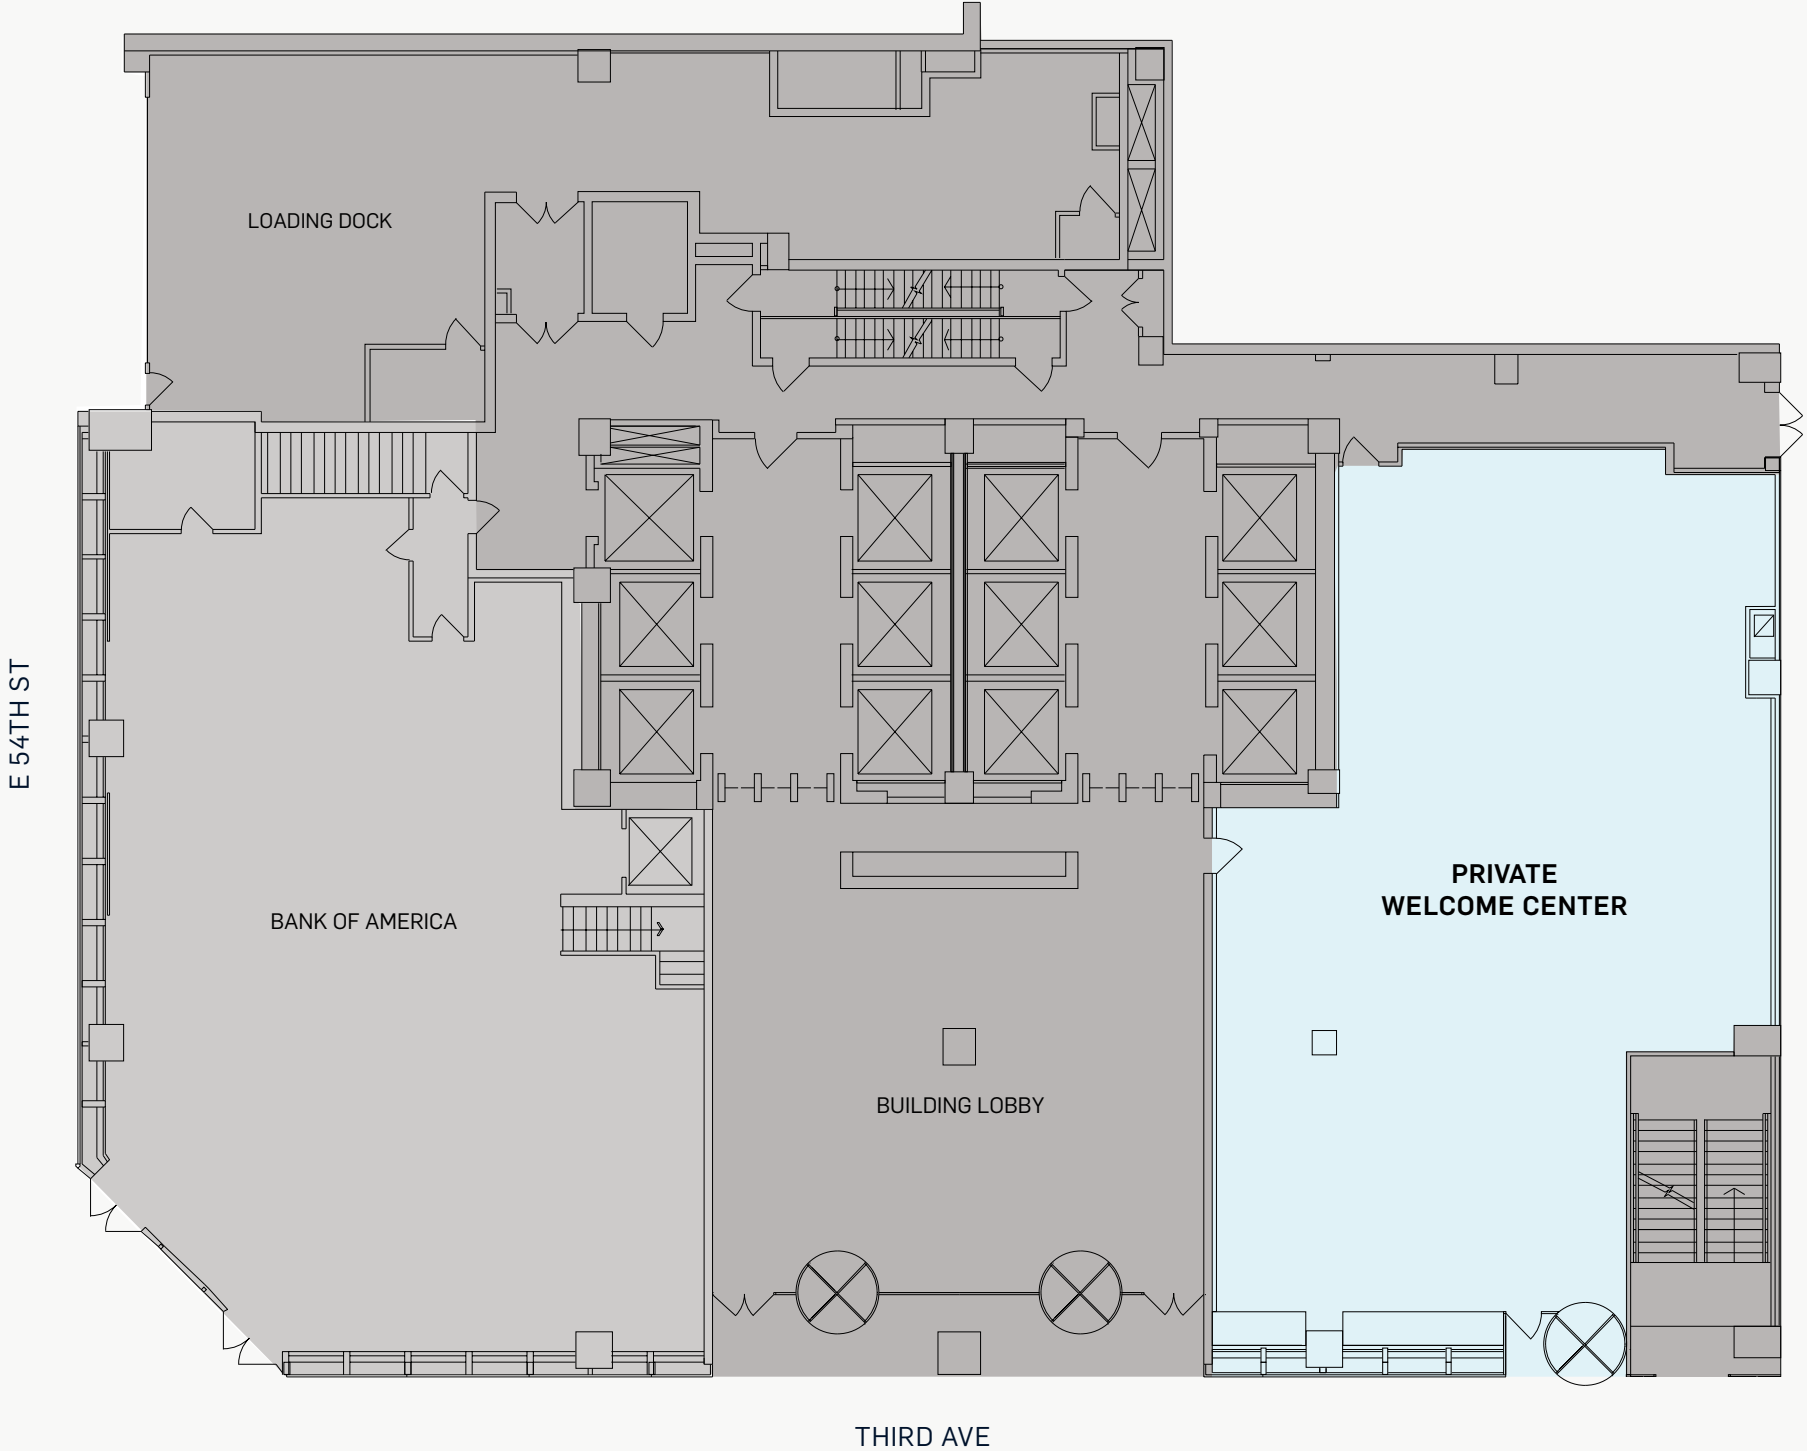 LOADING DOCK
E 54TH ST
PRIVATE
WELCOME CENTER
BANK OF AMERICA
BUILDING LOBBY
THIRD AVE